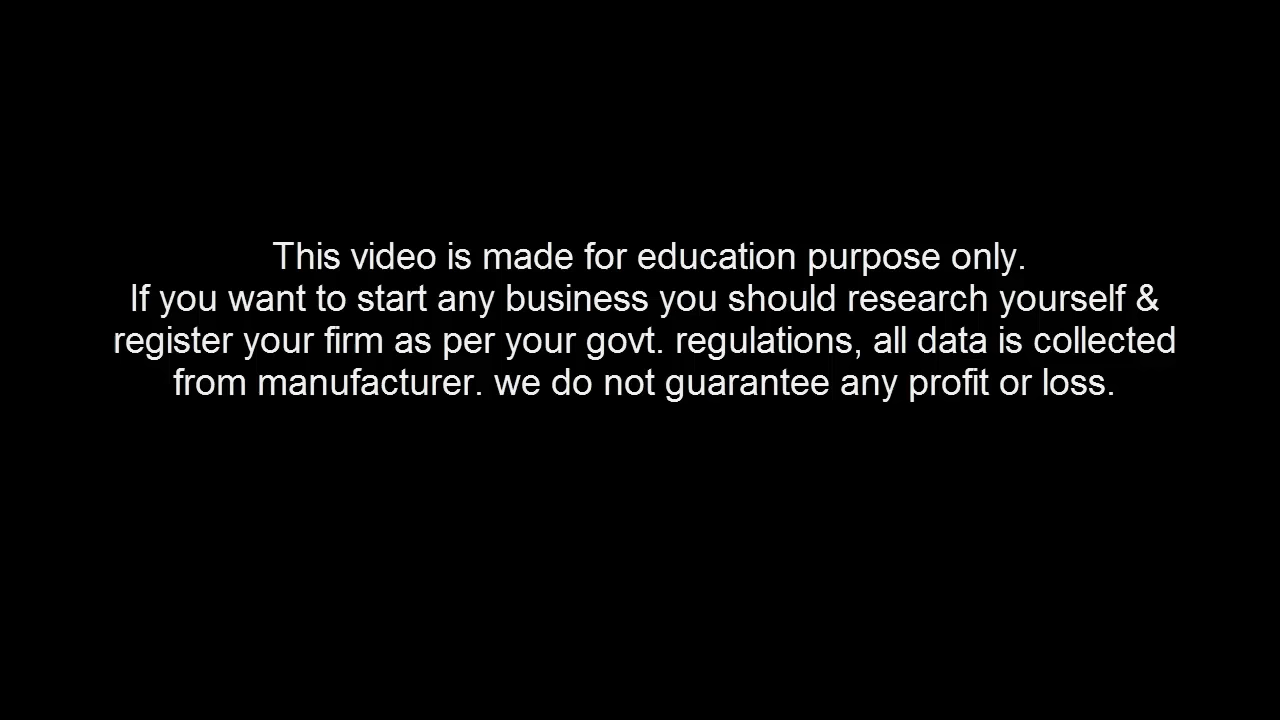 This video is made for education purpose only.
If you want to start any business you should research yourself &
register your firm as per your govt. regulations, all data is collected
from manufacturer. we do not guarantee any profit or loss.